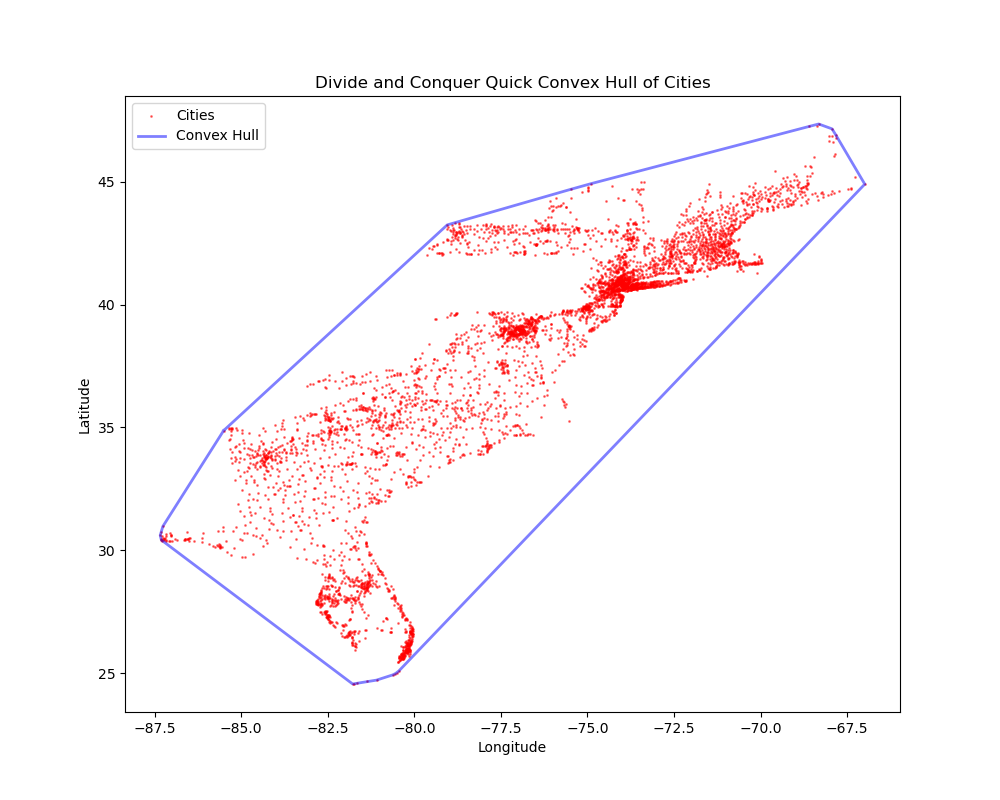 Divide and Conquer Quick Convex Hull of Cities
Cities
Convex Hull
Latitude
45
40
35
30
25
−87.5
−85.0
−82.5
−80.0
−77.5
−75.0
−72.5
−70.0
−67.5
Longitude